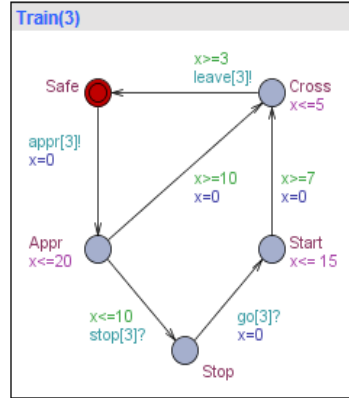 Train(3)
x>=3
leave[3]!
Safe
Cross
x<=5
appr[3]!
x=0
x>=10
x=0
x>=7
x=0
Appr
x<=20
Start
x<= 15
x<=10
stop[3]?
go[3]?
x=0
Stop